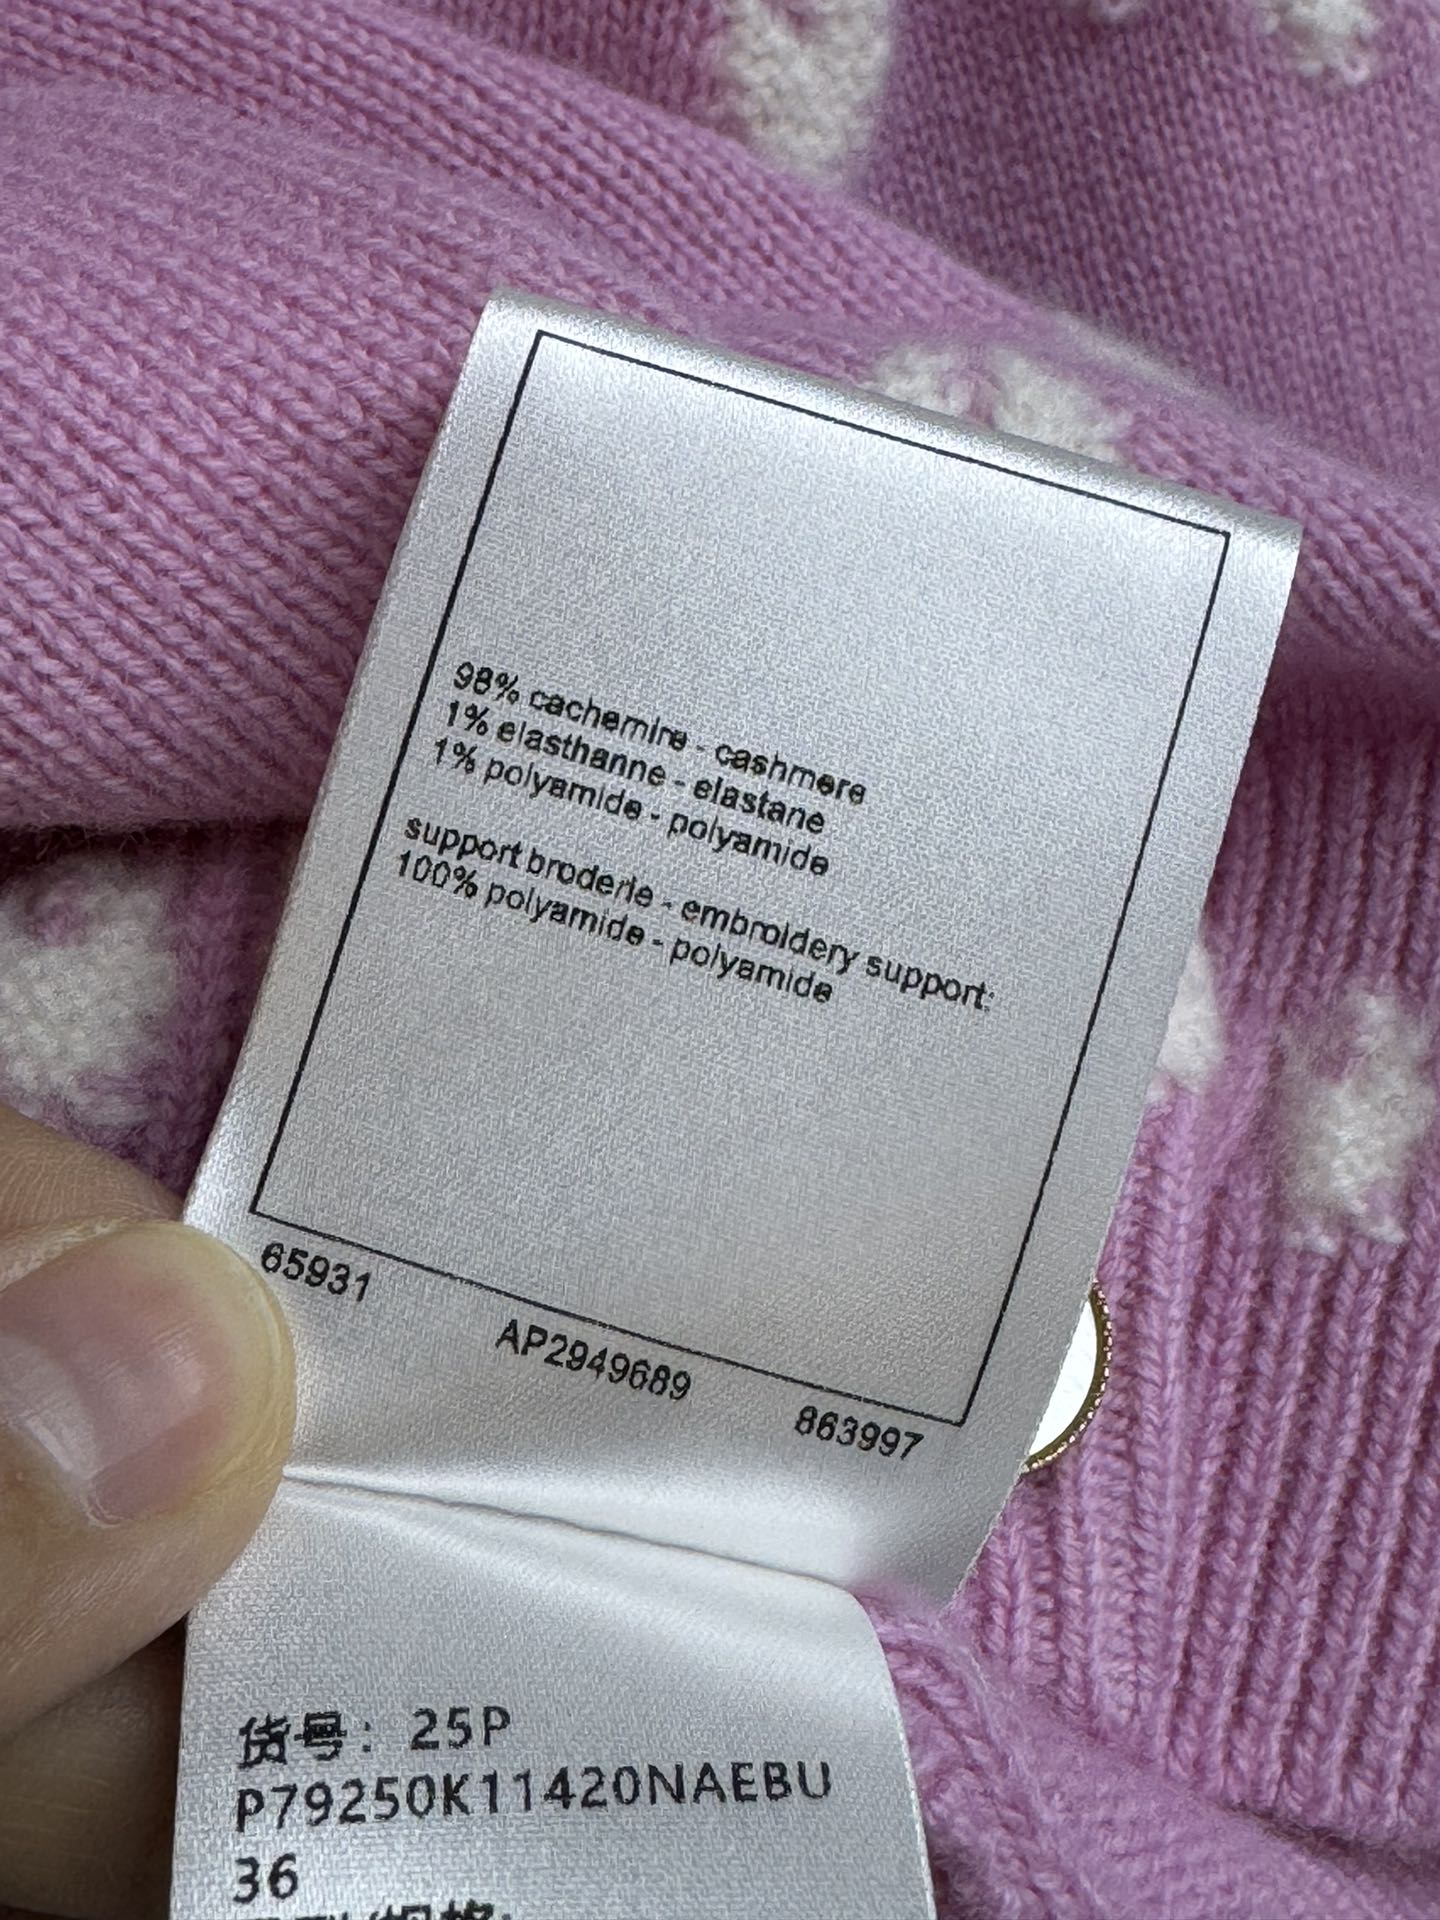 98% cachemire - cashmere
1% elasthanne - elastane
1% polyamide - polyamide
support broderie - embroidery support:
100% polyamide - polyamide
65931 AP2949689 863997
货号: 25P
P79250K11420NAEBU
36